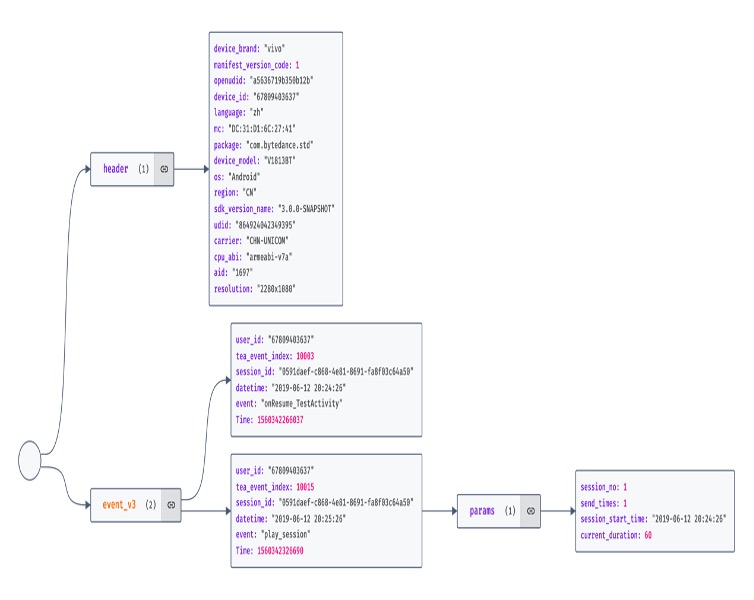 device_brand: "vivo"
manifest_version_code: 1
openudid: "a5636719b350b12b"
device_id: "67809403637"
language: "zh"
mc: "DC:31:D1:6C:27:41"
package: "com.bytedance.std"
device_model: "V1813BT"
os: "Android"
region: "CN"
sdk_version_name: "3.0.0-SNAPSHOT"
udid: "864924042349395"
carrier: "CHN-UNICOM"
cpu_abi: "armeabi-v7a"
aid: "1697"
resolution: "2280x1080"
header (1)
user_id: "67809403637"
tea_event_index: 10003
session_id: "0591daef-c868-4e81-8691-fa8f03c64a50"
datetime: "2019-06-12 20:24:26"
event: "onResume_TestActivity"
Time: 1560342266037
event_v3 (2)
user_id: "67809403637"
tea_event_index: 10015
session_id: "0591daef-c868-4e81-8691-fa8f03c64a50"
datetime: "2019-06-12 20:25:26"
event: "play_session"
Time: 1560342326690
params (1)
session_no: 1
send_times: 1
session_start_time: "2019-06-12 20:24:26"
current_duration: 60